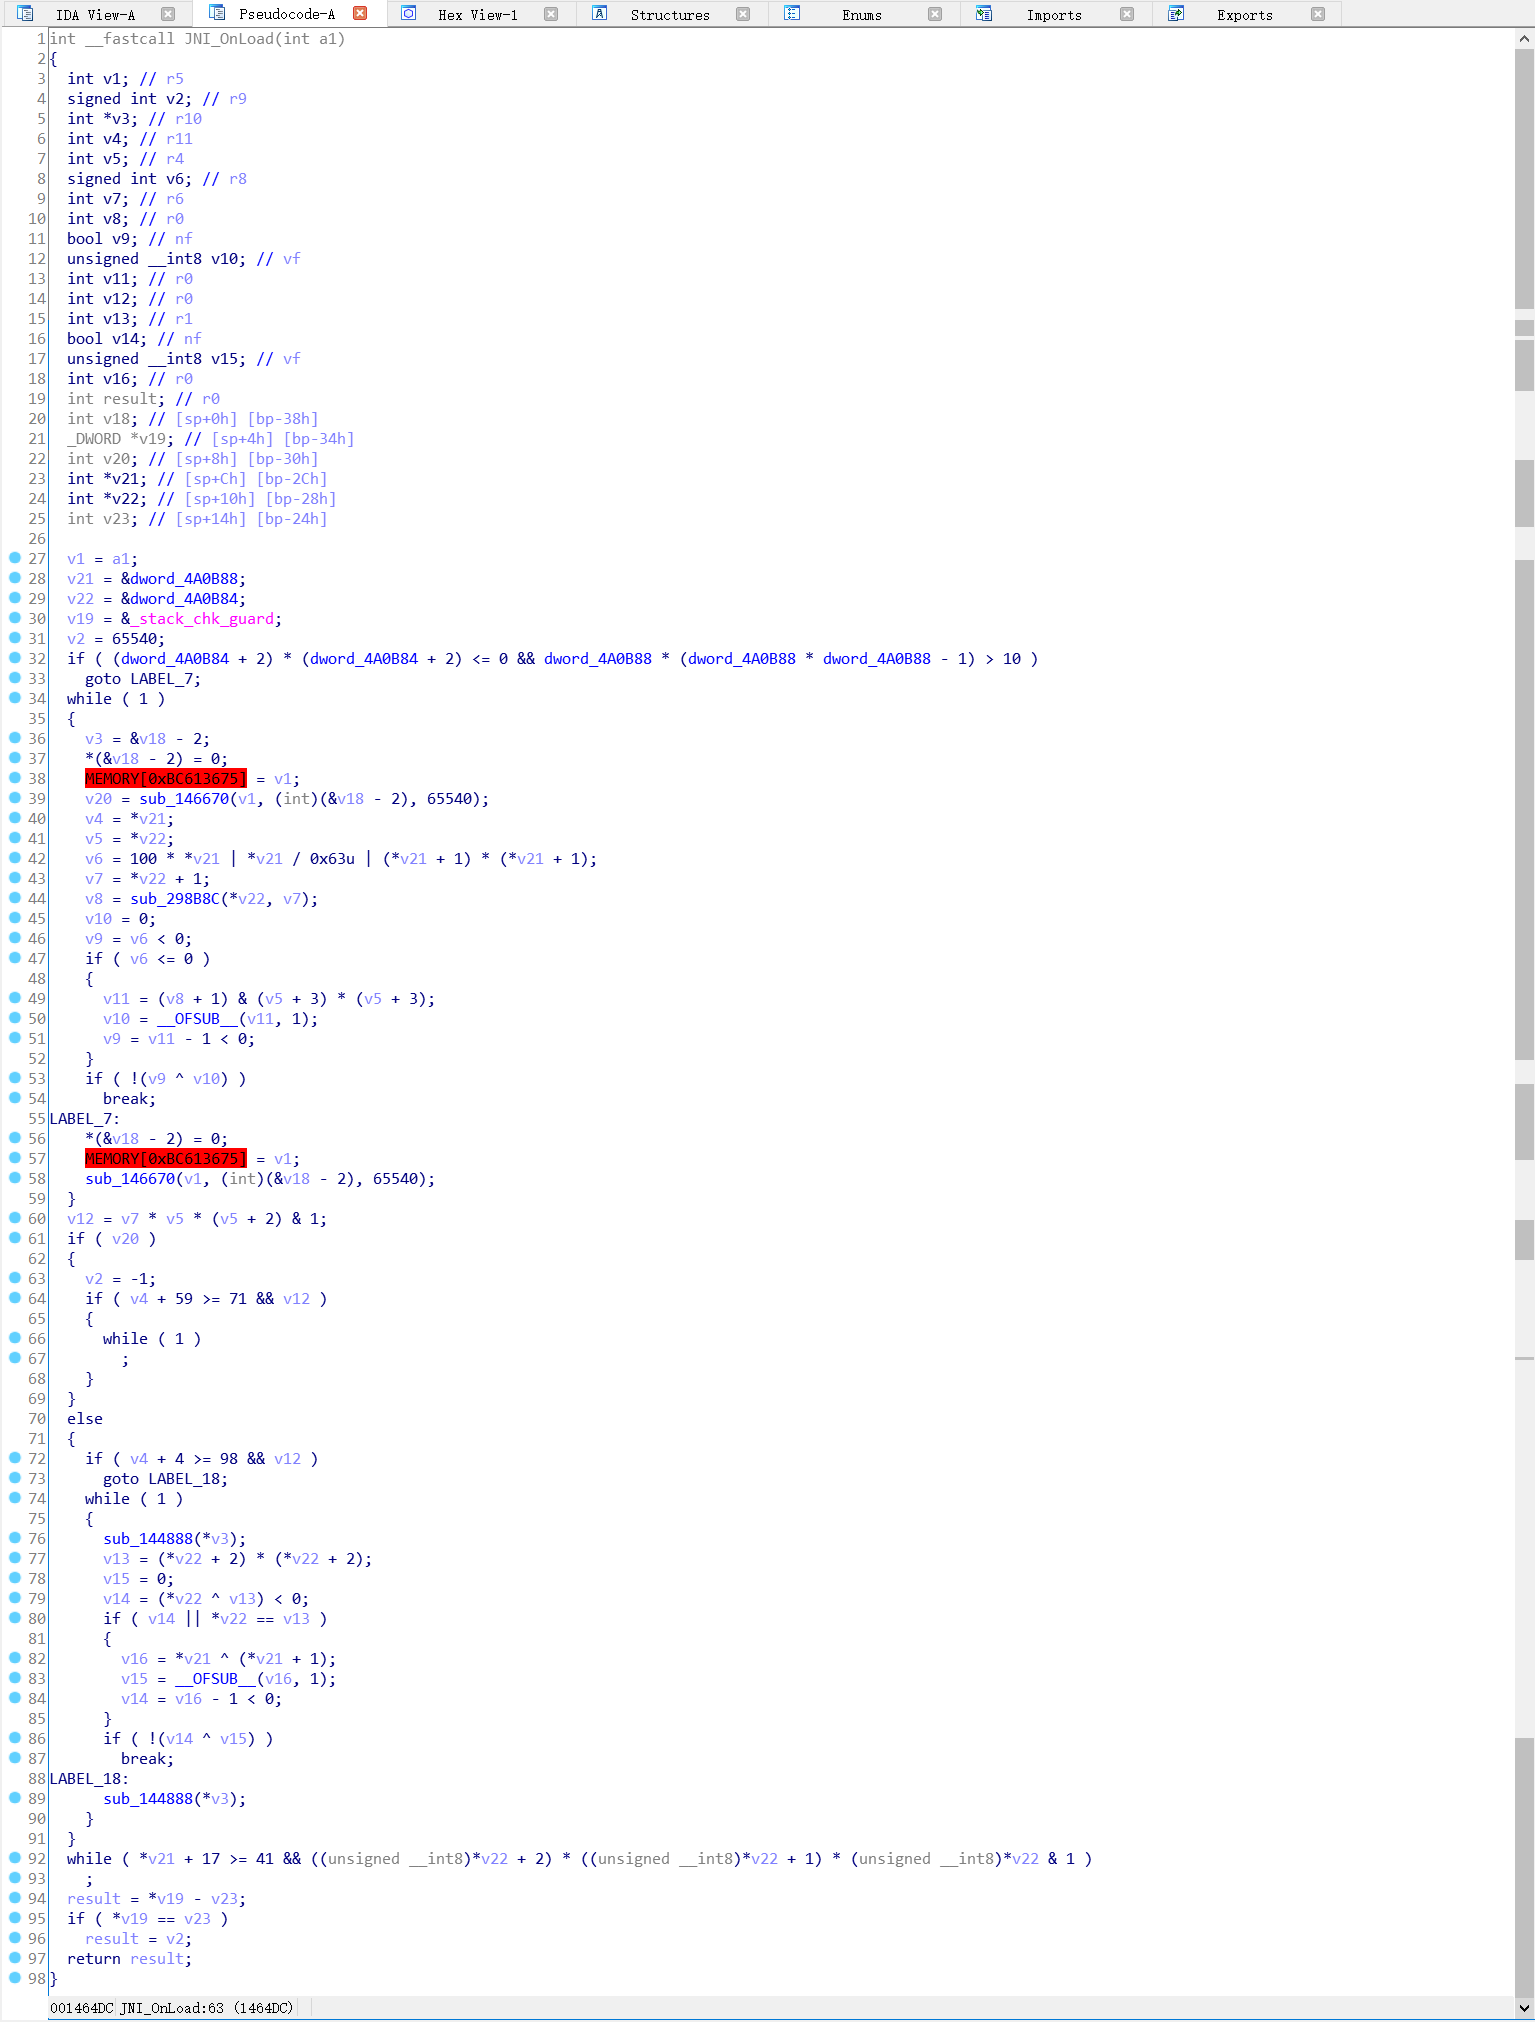 IDA View-A Pseudocode-A Hex View-1 Structures Enums Imports Exports
1 int __fastcall JNI_OnLoad(int a1)
2 {
3 int v1; // r5
4 signed int v2; // r9
5 int *v3; // r10
6 int v4; // r11
7 int v5; // r4
8 signed int v6; // r8
9 int v7; // r6
10 int v8; // r0
11 bool v9; // nf
12 unsigned __int8 v10; // vf
13 int v11; // r0
14 int v12; // r0
15 int v13; // r1
16 bool v14; // nf
17 unsigned __int8 v15; // vf
18 int v16; // r0
19 int result; // r0
20 int v18; // [sp+0h] [bp-38h]
21 _DWORD *v19; // [sp+4h] [bp-34h]
22 int v20; // [sp+8h] [bp-30h]
23 int *v21; // [sp+Ch] [bp-2Ch]
24 int *v22; // [sp+10h] [bp-28h]
25 int v23; // [sp+14h] [bp-24h]
26
27 v1 = a1;
28 v21 = &dword_4A0B88;
29 v22 = &dword_4A0B84;
30 v19 = &_stack_chk_guard;
31 v2 = 65540;
32 if ( (dword_4A0B84 + 2) * (dword_4A0B84 + 2) <= 0 && dword_4A0B88 * (dword_4A0B88 * dword_4A0B88 - 1) > 10 )
33 goto LABEL_7;
34 while ( 1 )
35 {
36 v3 = &v18 - 2;
37 *(&v18 - 2) = 0;
38 MEMORY[0xBC613675] = v1;
39 v20 = sub_146670(v1, (int)(&v18 - 2), 65540);
40 v4 = *v21;
41 v5 = *v22;
42 v6 = 100 * *v21 | *v21 / 0x63u | (*v21 + 1) * (*v21 + 1);
43 v7 = *v22 + 1;
44 v8 = sub_298B8C(*v22, v7);
45 v10 = 0;
46 v9 = v6 < 0;
47 if ( v6 <= 0 )
48 {
49 v11 = (v8 + 1) & (v5 + 3) * (v5 + 3);
50 v10 = __OFSUB__(v11, 1);
51 v9 = v11 - 1 < 0;
52 }
53 if ( !(v9 ^ v10) )
54 break;
55 LABEL_7:
56 *(&v18 - 2) = 0;
57 MEMORY[0xBC613675] = v1;
58 sub_146670(v1, (int)(&v18 - 2), 65540);
59 }
60 v12 = v7 * v5 * (v5 + 2) & 1;
61 if ( v20 )
62 {
63 v2 = -1;
64 if ( v4 + 59 >= 71 && v12 )
65 {
66 while ( 1 )
67 ;
68 }
69 }
70 else
71 {
72 if ( v4 + 4 >= 98 && v12 )
73 goto LABEL_18;
74 while ( 1 )
75 {
76 sub_144888(*v3);
77 v13 = (*v22 + 2) * (*v22 + 2);
78 v15 = 0;
79 v14 = (*v22 ^ v13) < 0;
80 if ( v14 || *v22 == v13 )
81 {
82 v16 = *v21 ^ (*v21 + 1);
83 v15 = __OFSUB__(v16, 1);
84 v14 = v16 - 1 < 0;
85 }
86 if ( !(v14 ^ v15) )
87 break;
88 LABEL_18:
89 sub_144888(*v3);
90 }
91 }
92 while ( *v21 + 17 >= 41 && ((unsigned __int8)*v22 + 2) * ((unsigned __int8)*v22 + 1) * (unsigned __int8)*v22 & 1 )
93 ;
94 result = *v19 - v23;
95 if ( *v19 == v23 )
96 result = v2;
97 return result;
98 }
001464DC JNI_OnLoad:63 (1464DC)